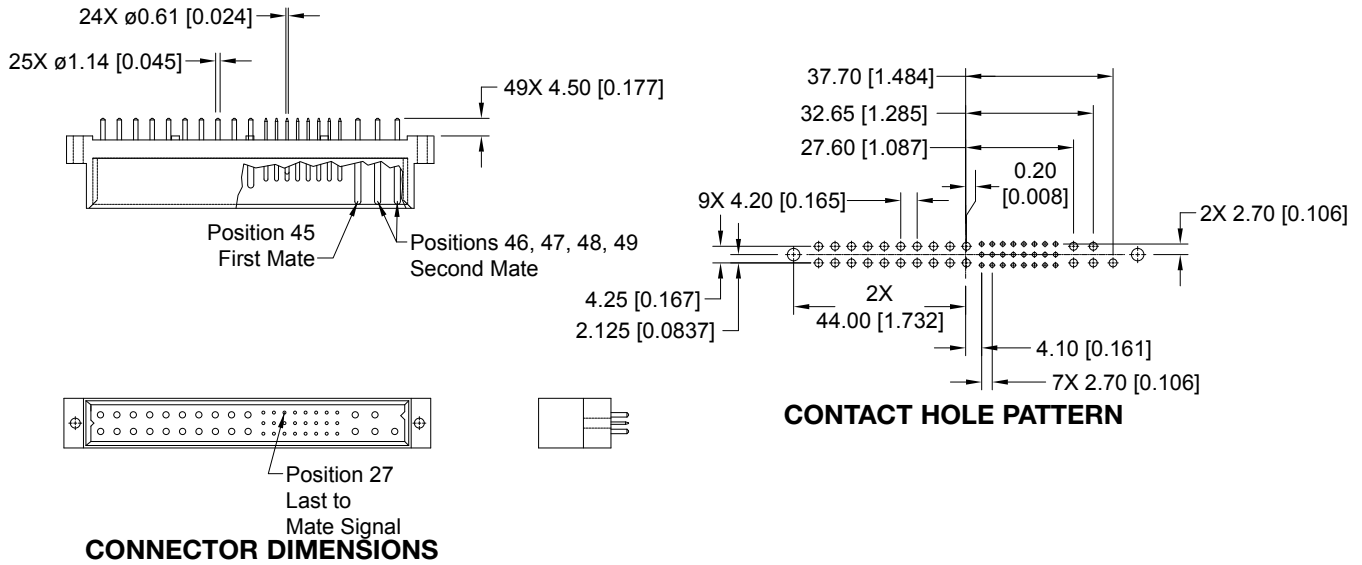 24X ø0.61 [0.024]
25X ø1.14 [0.045]
49X 4.50 [0.177]
Position 45
First Mate
Positions 46, 47, 48, 49
Second Mate
Position 27
Last to
Mate Signal
CONNECTOR DIMENSIONS
37.70 [1.484]
32.65 [1.285]
27.60 [1.087]
0.20
[0.008]
9X 4.20 [0.165]
2X 2.70 [0.106]
4.25 [0.167]
2.125 [0.0837]
2X
44.00 [1.732]
4.10 [0.161]
7X 2.70 [0.106]
CONTACT HOLE PATTERN